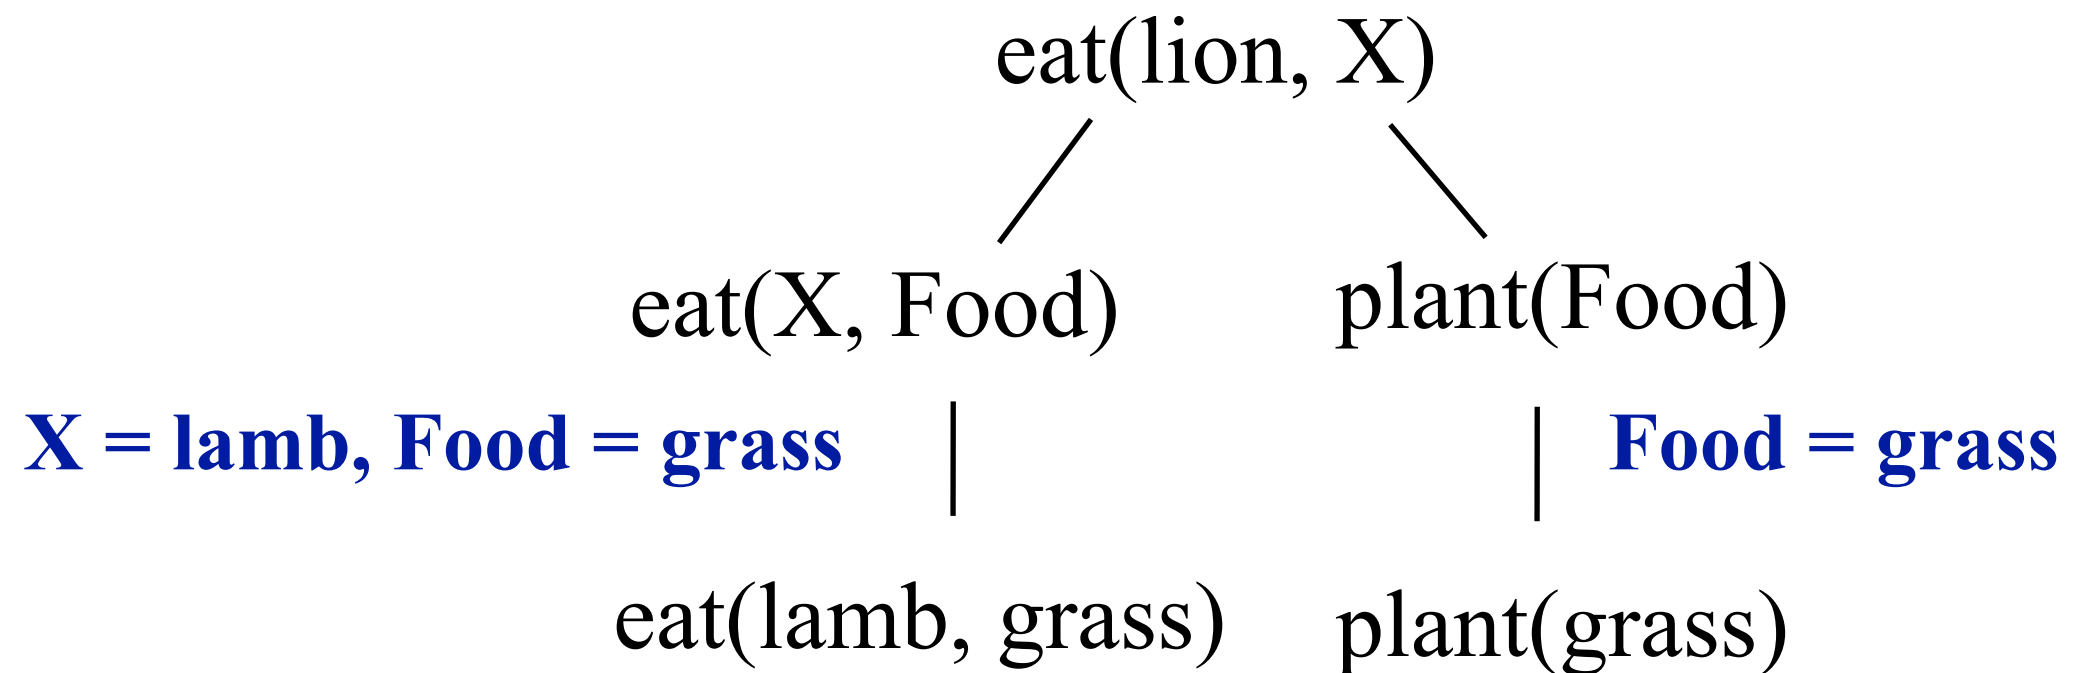 eat(lion, X)
eat(X, Food) plant(Food)
X = lamb, Food = grass Food = grass
eat(lamb, grass) plant(grass)